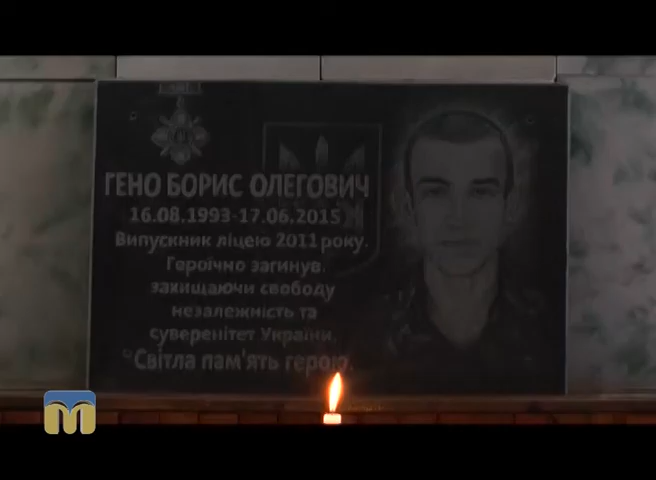 ГЕНО БОРИС ОЛЕГОВИЧ
16.08.1993-17.06.2015
Випускник ліцею 2011 року.
Героїчно загинув,
захищаючи свободу
незалежність та
суверенітет України.
Світла пам'ять герою.
М